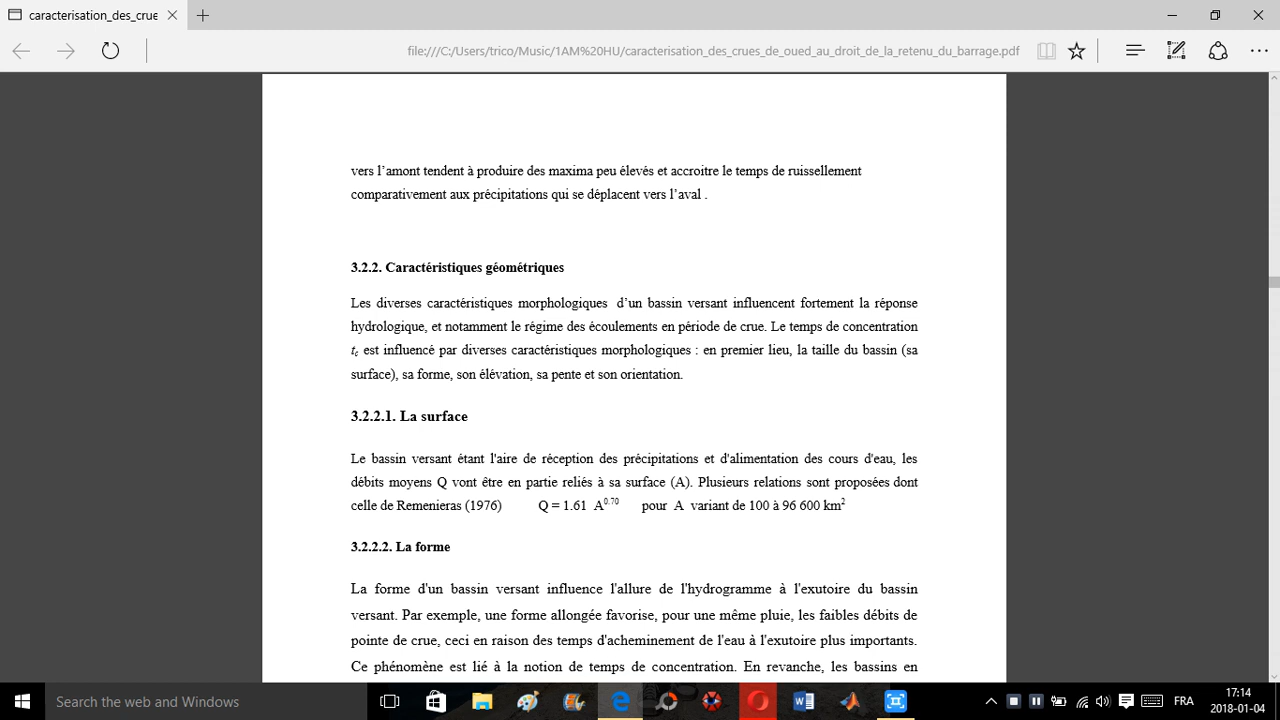 caracterisation_des_crue
file:///C:/Users/trico/Music/1AM%20HU/caracterisation_des_crues_de_oued_au_droit_de_la_retenu_du_barrage.pdf
vers l’amont tendent à produire des maxima peu élevés et accroitre le temps de ruissellement
comparativement aux précipitations qui se déplacent vers l’aval .
3.2.2. Caractéristiques géométriques
Les diverses caractéristiques morphologiques d’un bassin versant influencent fortement la réponse
hydrologique, et notamment le régime des écoulements en période de crue. Le temps de concentration
tc est influencé par diverses caractéristiques morphologiques : en premier lieu, la taille du bassin (sa
surface), sa forme, son élévation, sa pente et son orientation.
3.2.2.1. La surface
Le bassin versant étant l'aire de réception des précipitations et d'alimentation des cours d'eau, les
débits moyens Q vont être en partie reliés à sa surface (A). Plusieurs relations sont proposées dont
celle de Remenieras (1976) Q = 1.61 A^0.70 pour A variant de 100 à 96 600 km²
3.2.2.2. La forme
La forme d'un bassin versant influence l'allure de l'hydrogramme à l'exutoire du bassin
versant. Par exemple, une forme allongée favorise, pour une même pluie, les faibles débits de
pointe de crue, ceci en raison des temps d'acheminement de l'eau à l'exutoire plus importants.
Ce phénomène est lié à la notion de temps de concentration. En revanche, les bassins en
Search the web and Windows
FRA
17:14
2018-01-04